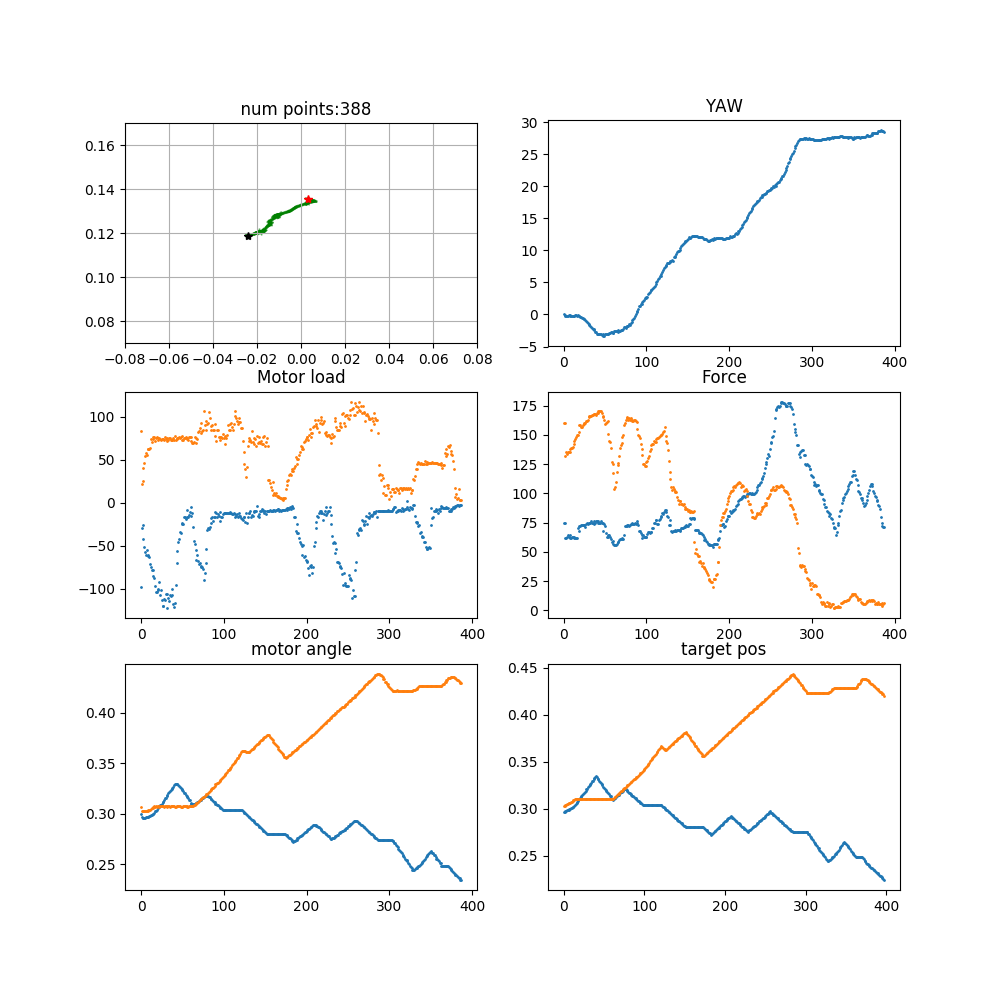 num points:388
0.16
0.14
0.12
0.10
0.08
−0.08 −0.06 −0.04 −0.02 0.00 0.02 0.04 0.06 0.08
YAW
30
25
20
15
10
5
0
−5
0 100 200 300 400
Motor load
100
50
0
−50
−100
0 100 200 300 400
Force
175
150
125
100
75
50
25
0
0 100 200 300 400
motor angle
0.40
0.35
0.30
0.25
0 100 200 300 400
target pos
0.45
0.40
0.35
0.30
0.25
0 100 200 300 400